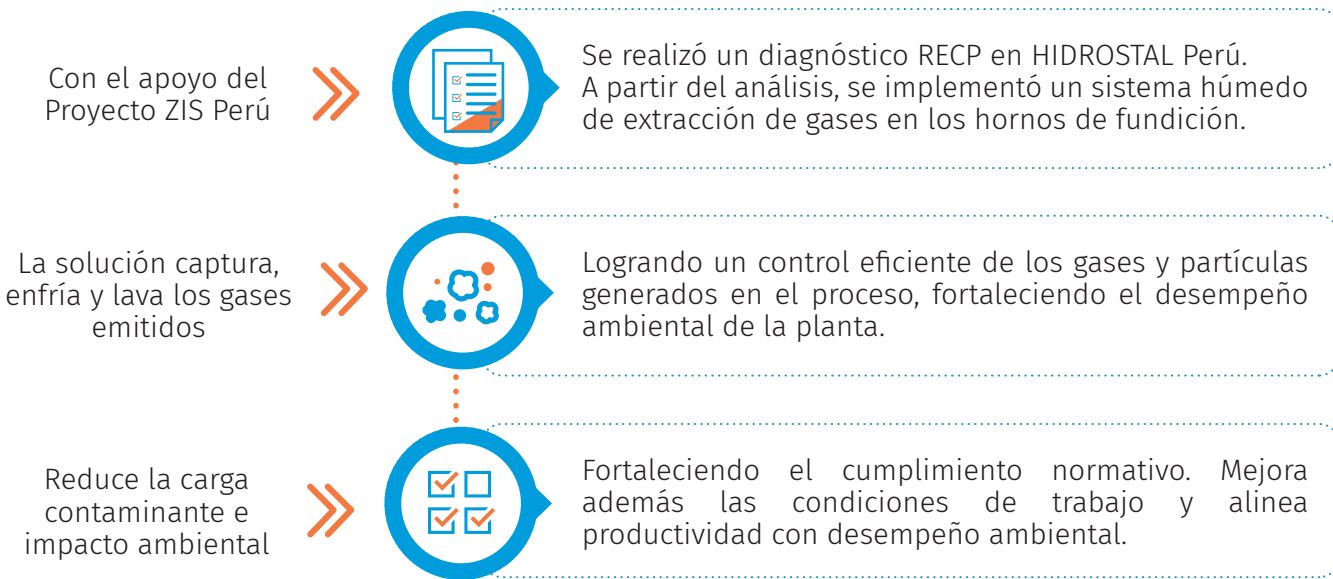 Con el apoyo del
Proyecto ZIS Perú
Se realizó un diagnóstico RECP en HIDROSTAL Perú.
A partir del análisis, se implementó un sistema húmedo
de extracción de gases en los hornos de fundición.
La solución captura,
enfría y lava los gases
emitidos
Logrando un control eficiente de los gases y partículas
generados en el proceso, fortaleciendo el desempeño
ambiental de la planta.
Reduce la carga
contaminante e
impacto ambiental
Fortaleciendo el cumplimiento normativo. Mejora
además las condiciones de trabajo y alinea
productividad con desempeño ambiental.